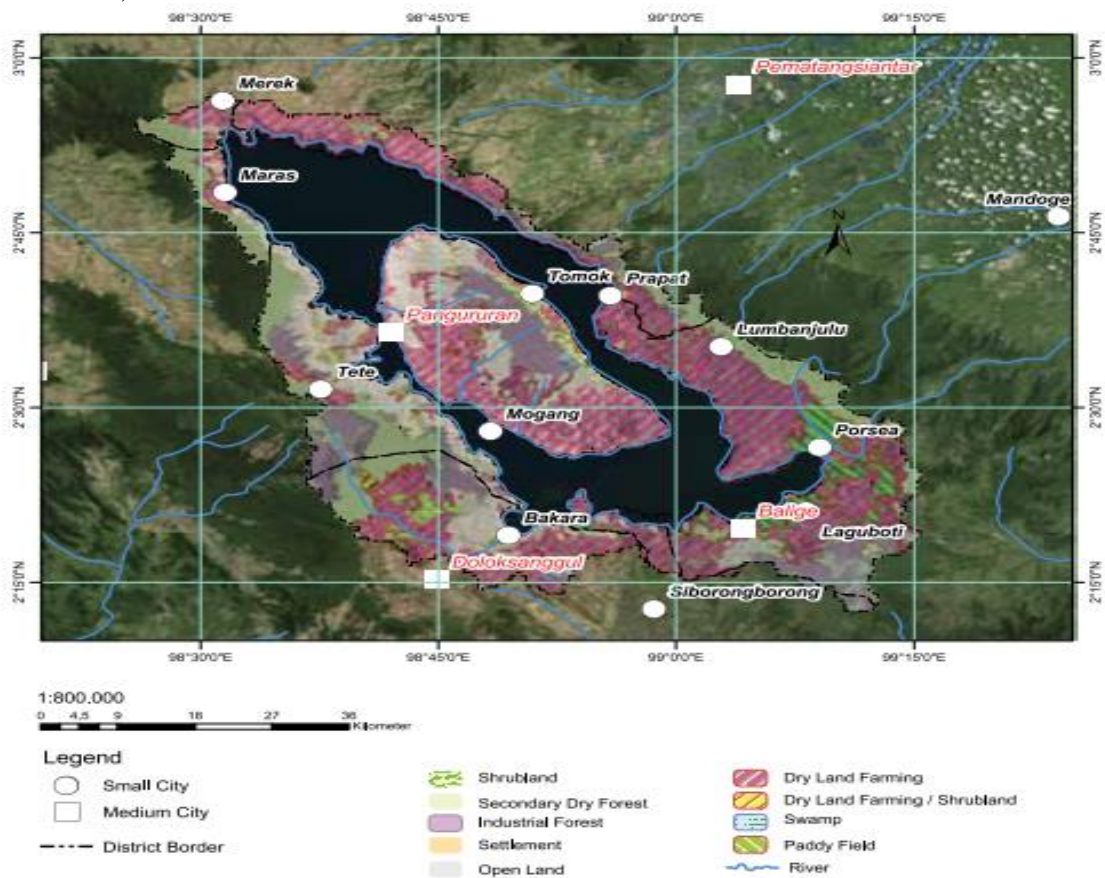 98°30'0"E 98°45'0"E 99°0'0"E 99°15'0"E
3°0'0"N 3°0'0"N
Pematangsiantar
Merek
Maras
Mandoge
N
2°45'0"N 2°45'0"N
Tomok Prapat
Pangururan
Lumbanjulu
Tete
2°30'0"N 2°30'0"N
Mogang
Porsea
Balige
Bakara
Laguboti
Doloksanggul
2°15'0"N 2°15'0"N
Siborongborong
98°30'0"E 98°45'0"E 99°0'0"E 99°15'0"E
1:800.000
0 4,5 9 18 27 36
Kilometer
Legend
Small City
Medium City
District Border
Shrubland
Secondary Dry Forest
Industrial Forest
Settlement
Open Land
Dry Land Farming
Dry Land Farming / Shrubland
Swamp
Paddy Field
River